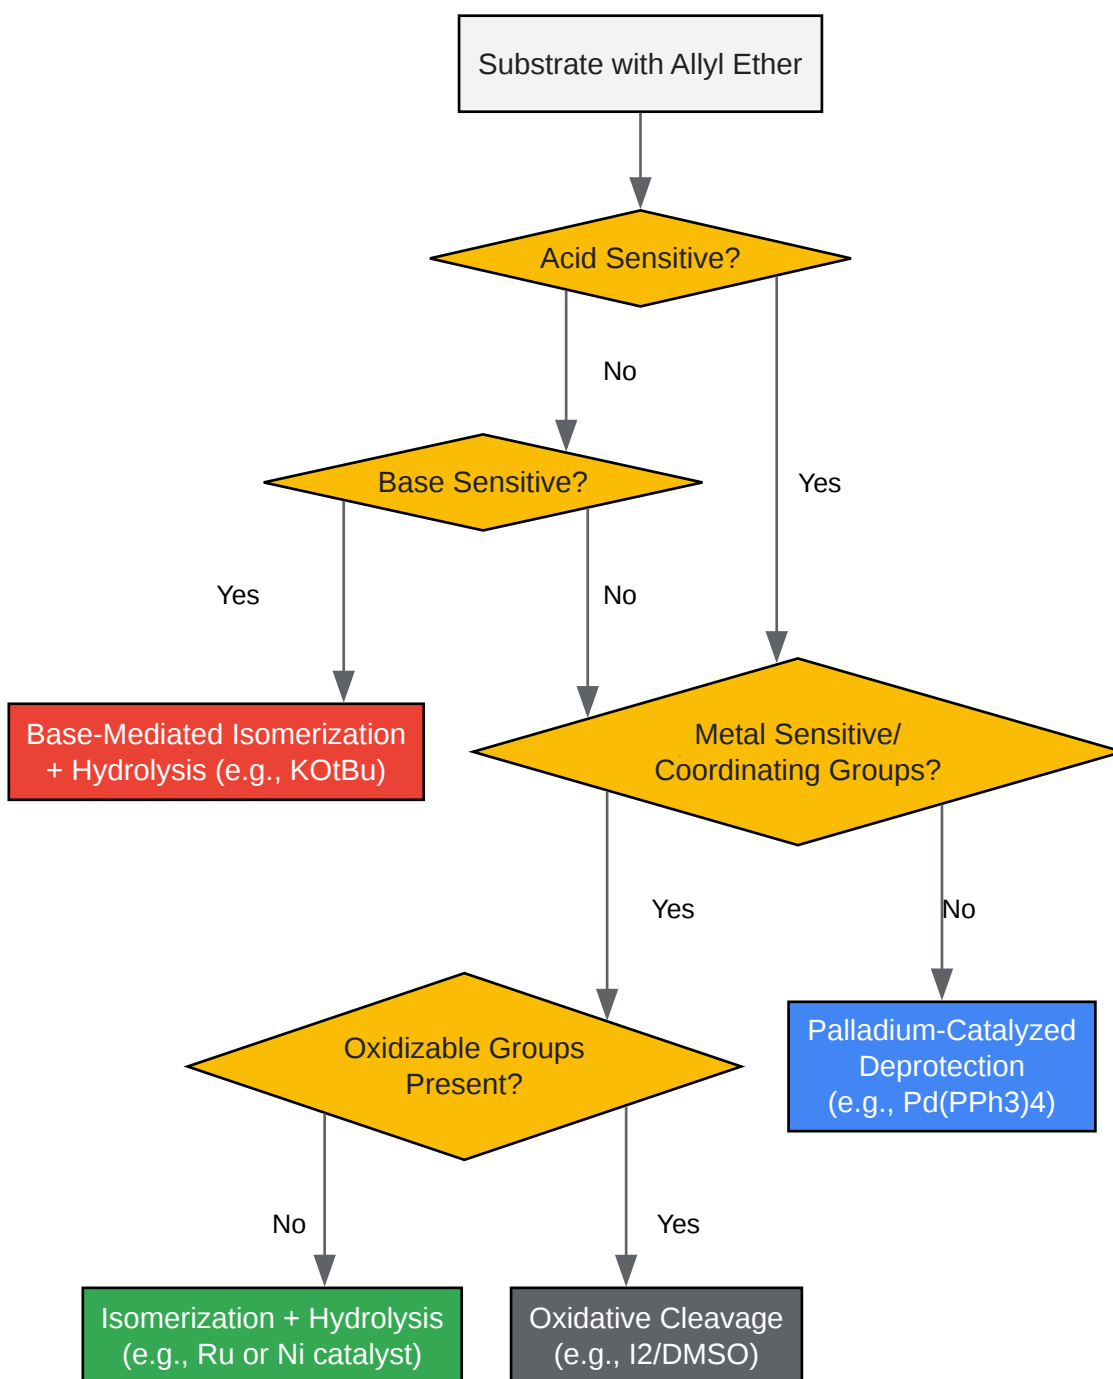 Substrate with Allyl Ether
Acid Sensitive?
No
Base Sensitive?
Yes
Yes
No
Base-Mediated Isomerization
+ Hydrolysis (e.g., KOtBu)
Metal Sensitive/
Coordinating Groups?
Yes
No
Palladium-Catalyzed
Deprotection
(e.g., Pd(PPh3)4)
Oxidizable Groups
Present?
No
Yes
Isomerization + Hydrolysis
(e.g., Ru or Ni catalyst)
Oxidative Cleavage
(e.g., I2/DMSO)